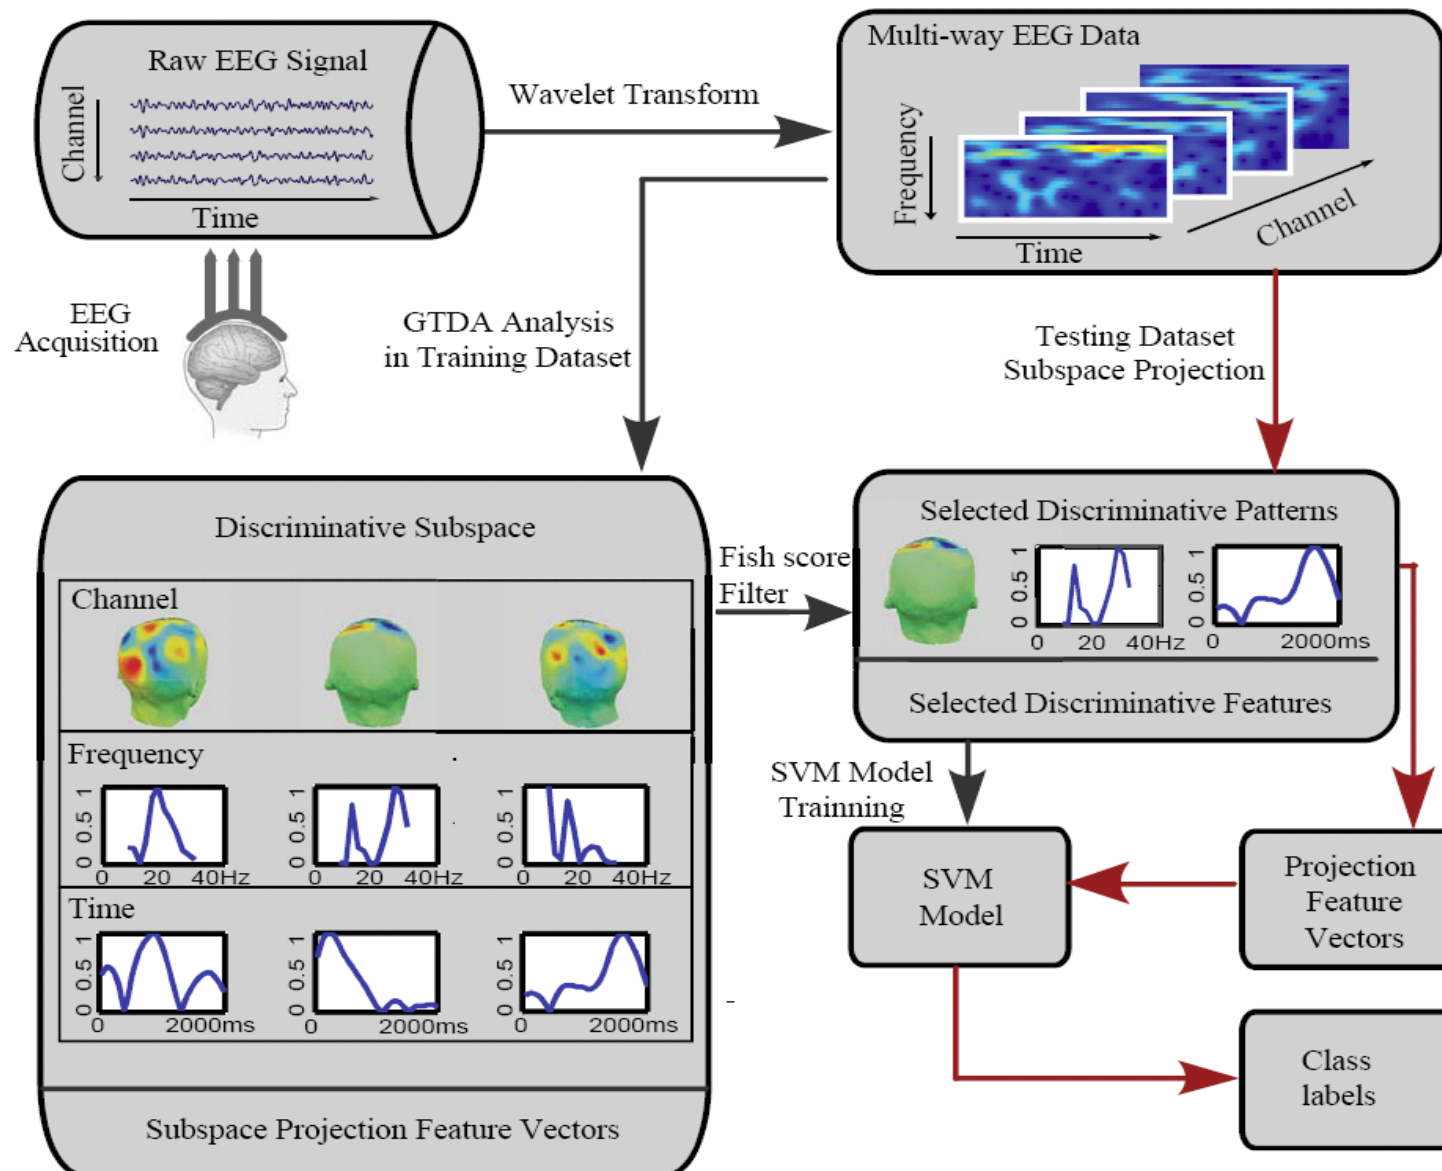 Raw EEG Signal
Channel
Time
Wavelet Transform
Multi-way EEG Data
Frequency
Time
Channel
EEG
Acquisition
GTDA Analysis
in Training Dataset
Testing Dataset
Subspace Projection
Discriminative Subspace
Channel
Frequency
0 0.5 1
0 20 40Hz
0 0.5 1
0 20 40Hz
0 0.5 1
0 20 40Hz
Time
0 0.5 1
0 2000ms
0 0.5 1
0 2000ms
0 0.5 1
0 2000ms
Subspace Projection Feature Vectors
Fish score
Filter
Selected Discriminative Patterns
0 0.5 1
0 20 40Hz
0 0.5 1
0 2000ms
Selected Discriminative Features
SVM Model
Trainning
SVM
Model
Projection
Feature
Vectors
Class
labels